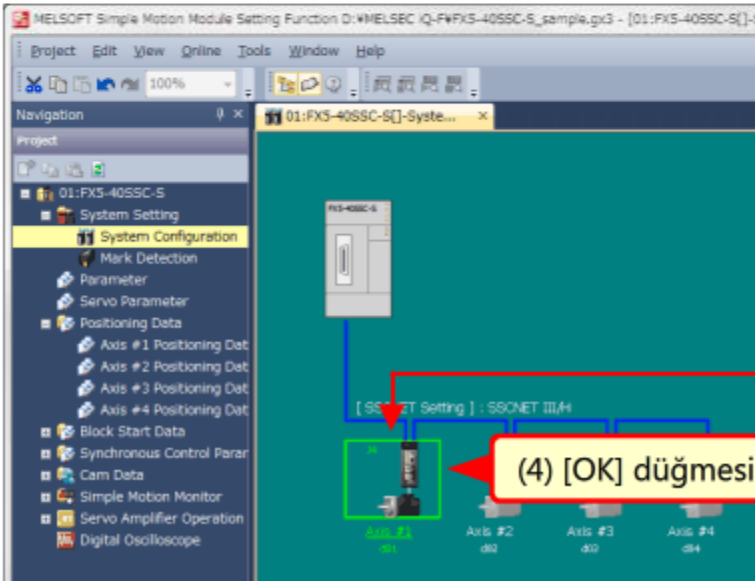 MELSOFT Simple Motion Module Setting Function D:¥MELSEC iQ-F¥FX5-40SSC-S_sample.gx3 - [01:FX5-40SSC-S[]-
Project Edit View Online Tools Window Help
100%
Navigation
01:FX5-40SSC-S[]-Syste...
Project
01:FX5-40SSC-S
System Setting
System Configuration
Mark Detection
Parameter
Servo Parameter
Positioning Data
Axis #1 Positioning Dat
Axis #2 Positioning Dat
Axis #3 Positioning Dat
Axis #4 Positioning Dat
Block Start Data
Synchronous Control Parar
Cam Data
Simple Motion Monitor
Servo Amplifier Operation
Digital Oscilloscope
FX5-40SSC-S
[ SSCNET Setting ] : SSCNET III/H
J4
(4) [OK] düğmesi
Axis #1
Axis #2
Axis #3
Axis #4
d01
d02
d03
d04